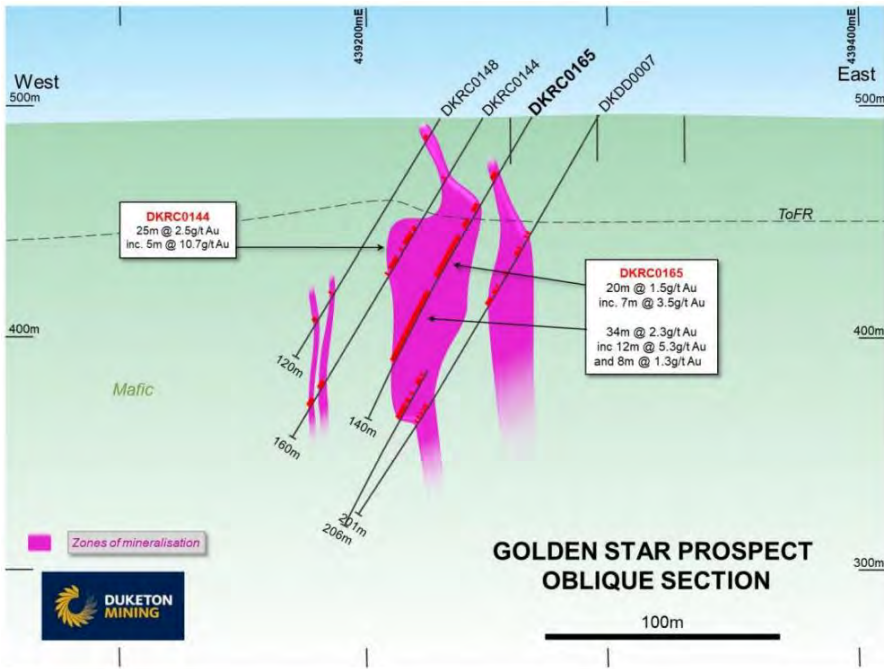 439200mE
439400mE
West
East
500m
500m
DKRC0148
DKRC0144
DKRC0165
DKDD0007
ToFR
DKRC0144
25m @ 2.5g/t Au
inc. 5m @ 10.7g/t Au
DKRC0165
20m @ 1.5g/t Au
inc. 7m @ 3.5g/t Au
34m @ 2.3g/t Au
inc 12m @ 5.3g/t Au
and 8m @ 1.3g/t Au
400m
400m
120m
Mafic
140m
160m
201m
206m
Zones of mineralisation
GOLDEN STAR PROSPECT
OBLIQUE SECTION
300m
DUKETON
MINING
100m